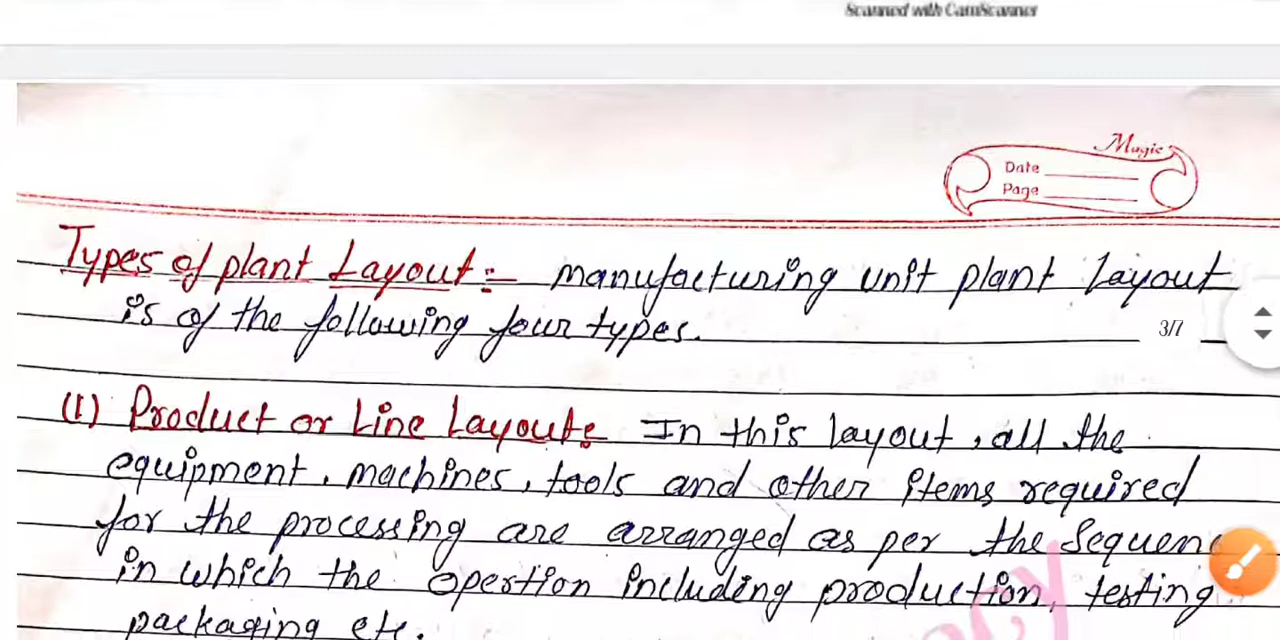 Scanned with CamScanner
Magic
Date
Page
Types of plant Layout:- manufacturing unit plant layout
is of the following four types.
3/7
(1) Product or Line Layout: In this layout, all the
equipment, machines, tools and other items required
for the processing are arranged as per the Sequenc
in which the opertion including production, testing
packaging etc.